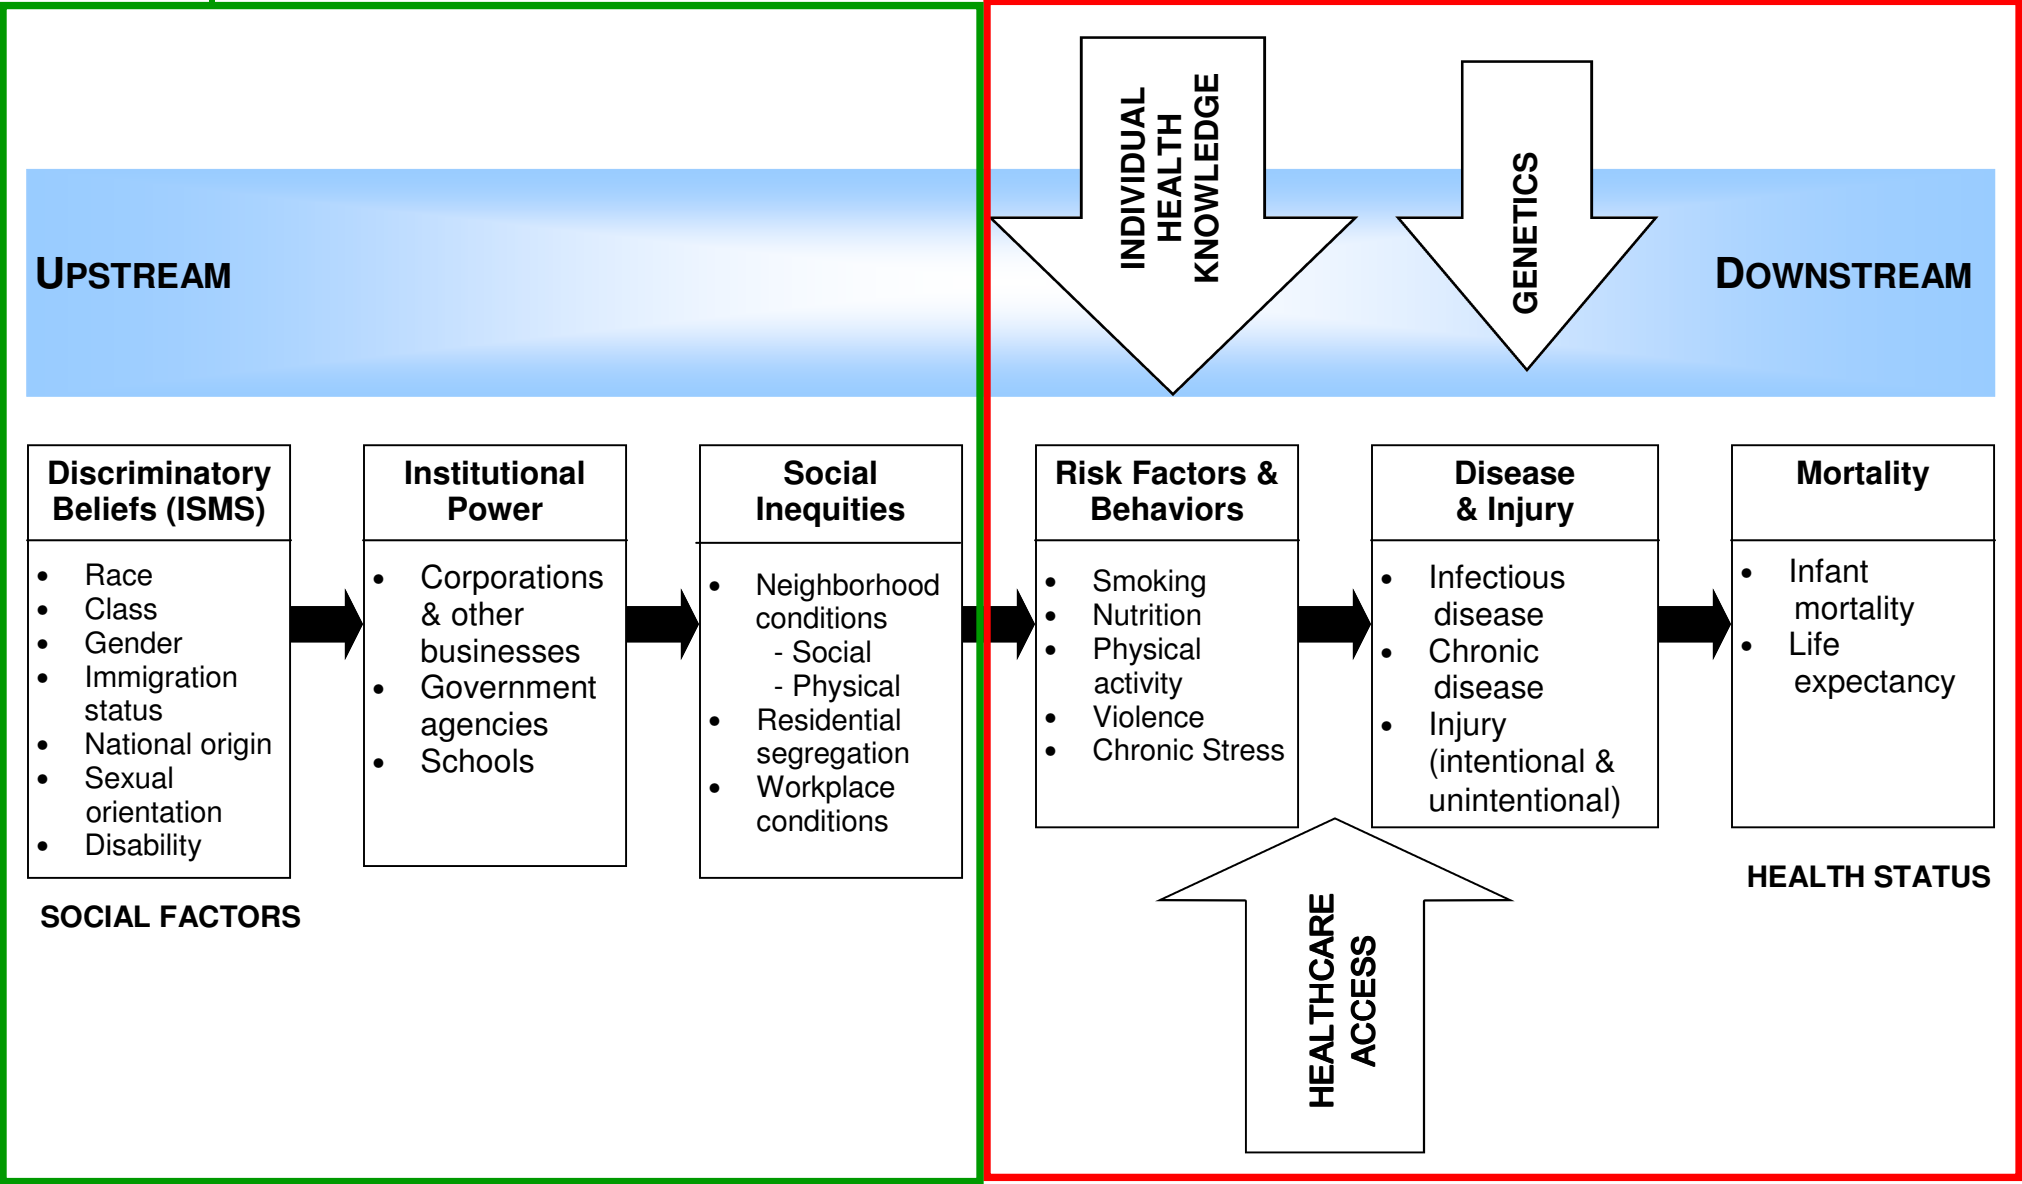 INDIVIDUAL
HEALTH
KNOWLEDGE
GENETICS
UPSTREAM
DOWNSTREAM
Discriminatory
Beliefs (ISMS)
• Race
• Class
• Gender
• Immigration
status
• National origin
• Sexual
orientation
• Disability
SOCIAL FACTORS
Institutional
Power
• Corporations
& other
businesses
• Government
agencies
• Schools
Social
Inequities
• Neighborhood
conditions
- Social
- Physical
• Residential
segregation
• Workplace
conditions
Risk Factors &
Behaviors
• Smoking
• Nutrition
• Physical
activity
• Violence
• Chronic Stress
Disease
& Injury
• Infectious
disease
• Chronic
disease
• Injury
(intentional &
unintentional)
Mortality
• Infant
mortality
• Life
expectancy
HEALTH STATUS
HEALTHCARE
ACCESS